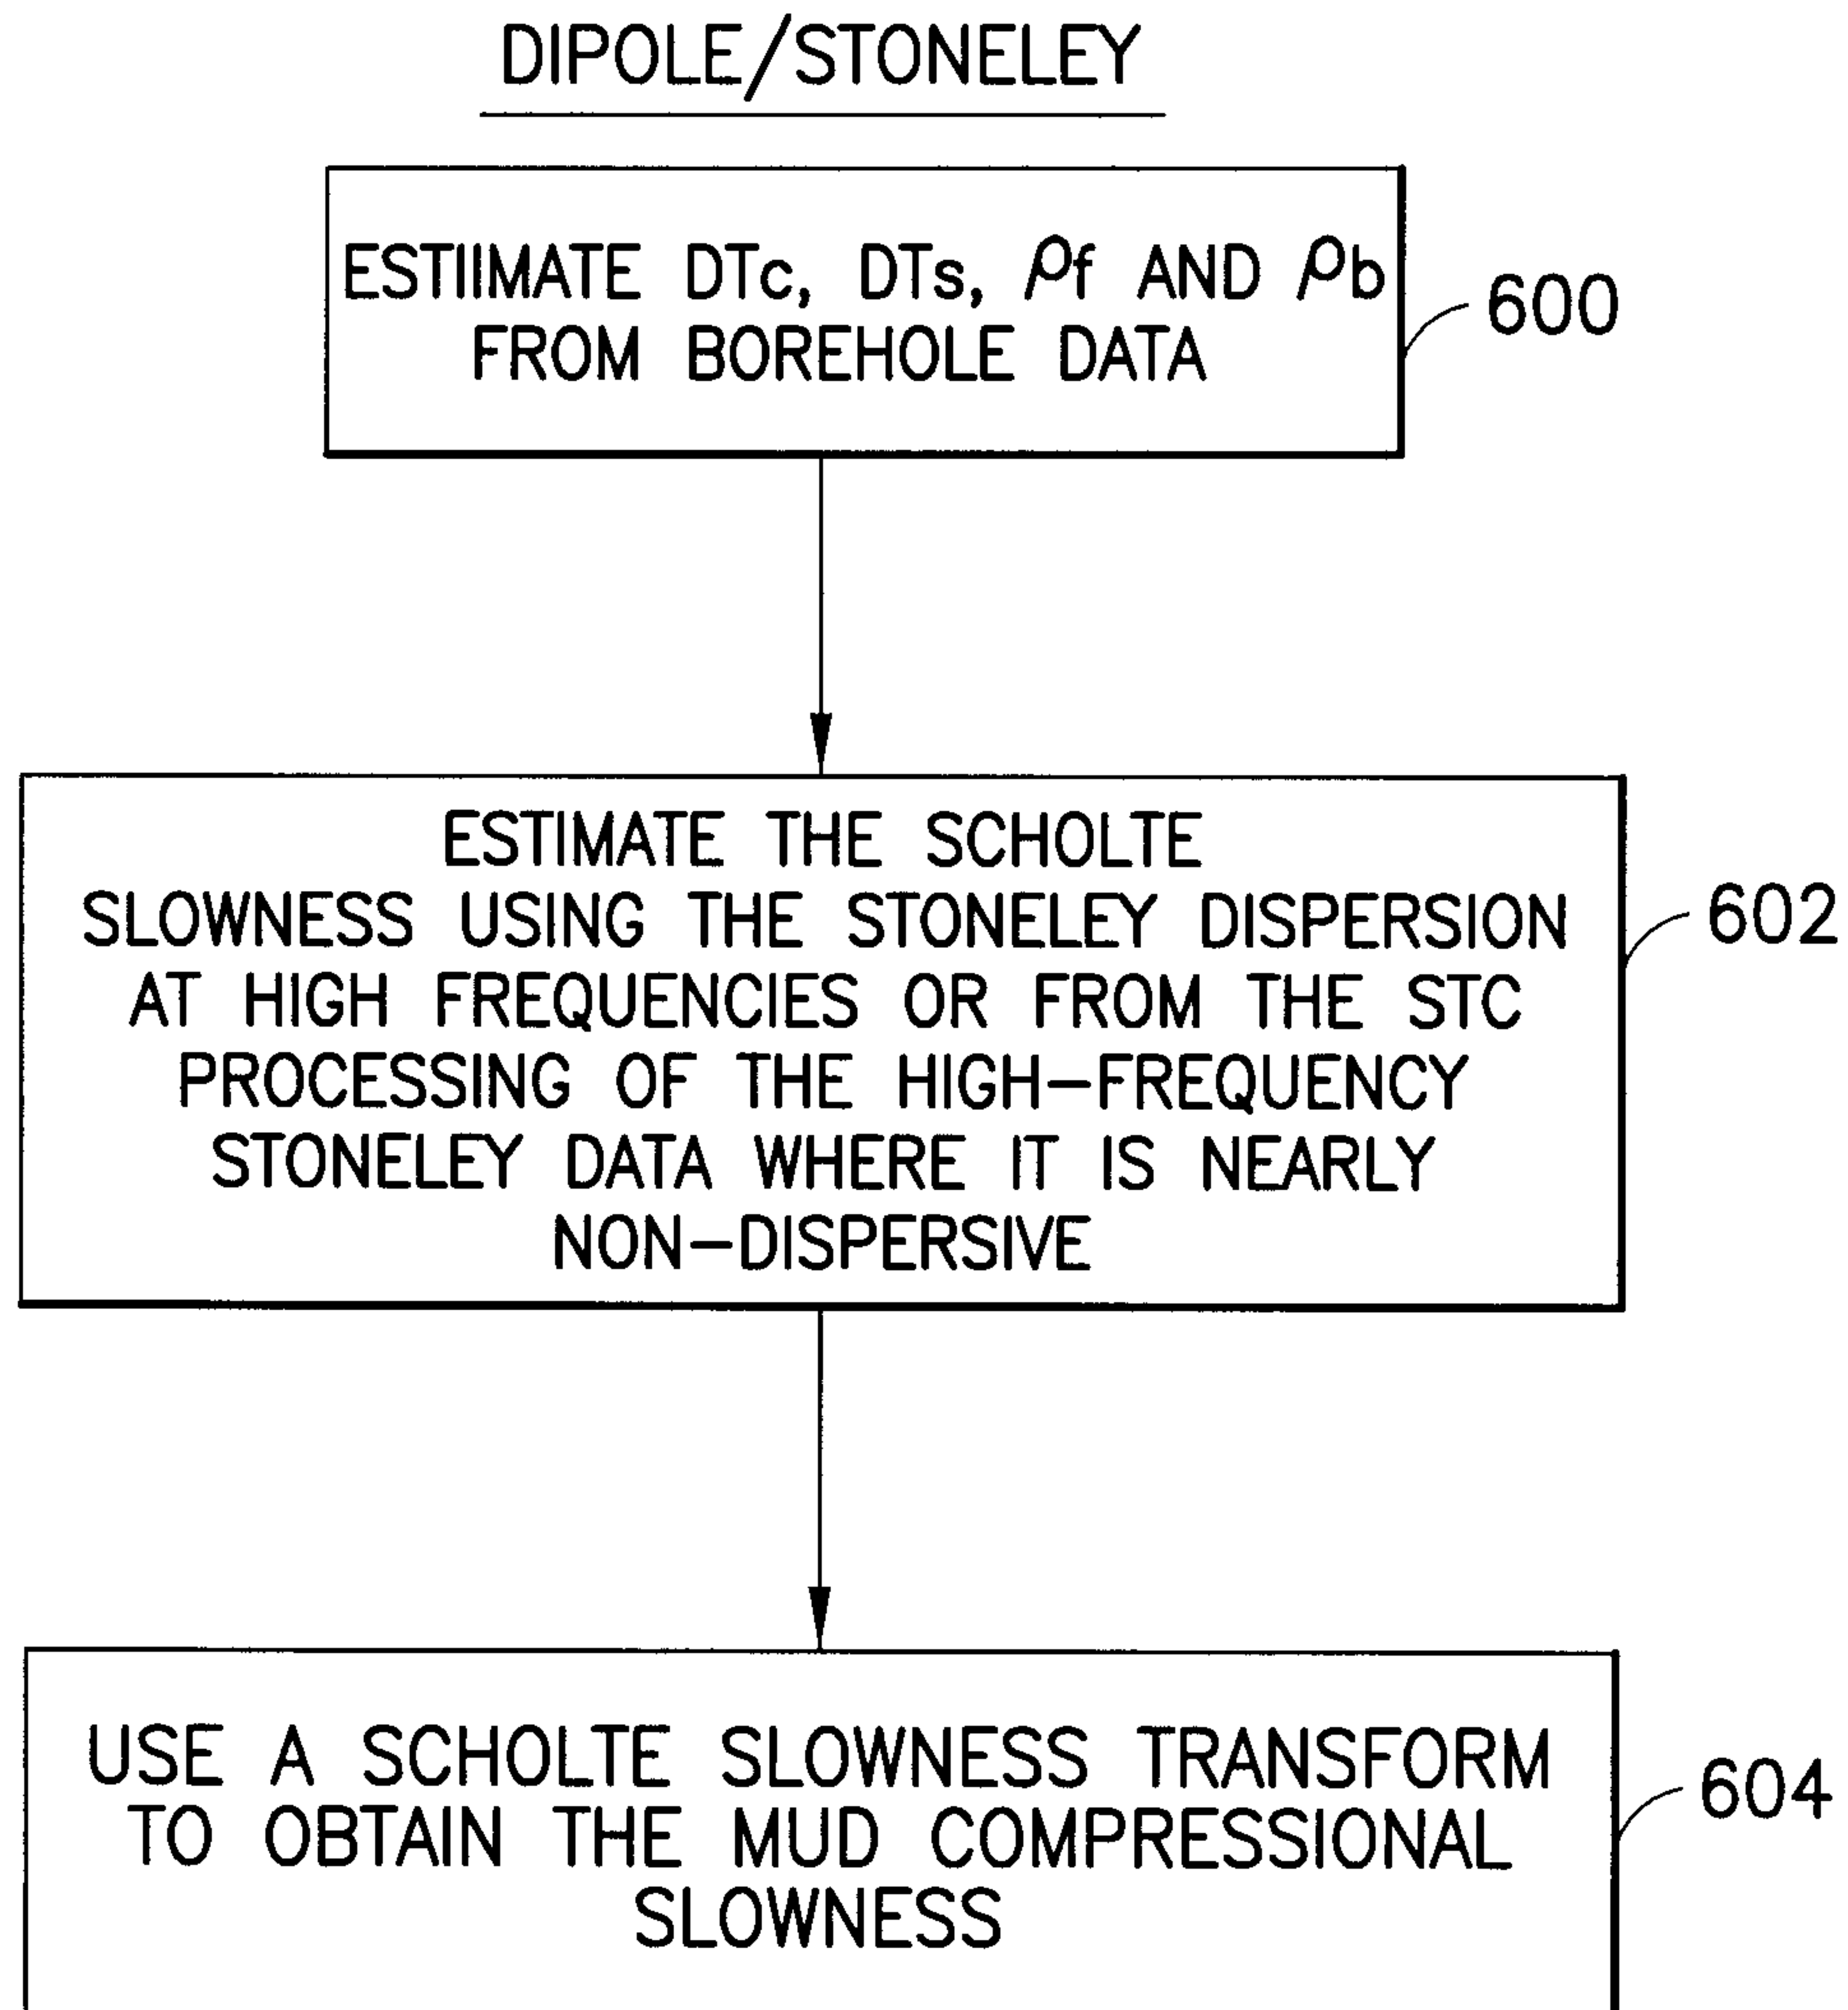 DIPOLE/STONELEY
ESTIIMATE DTc, DTs, ρf AND ρb
FROM BOREHOLE DATA
600
ESTIMATE THE SCHOLTE
SLOWNESS USING THE STONELEY DISPERSION
AT HIGH FREQUENCIES OR FROM THE STC
PROCESSING OF THE HIGH-FREQUENCY
STONELEY DATA WHERE IT IS NEARLY
NON-DISPERSIVE
602
USE A SCHOLTE SLOWNESS TRANSFORM
TO OBTAIN THE MUD COMPRESSIONAL
SLOWNESS
604